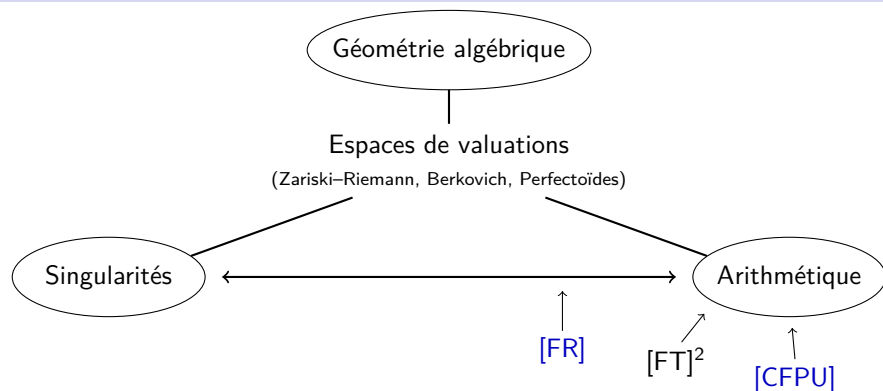 Géométrie algébrique
Espaces de valuations
(Zariski–Riemann, Berkovich, Perfectoïdes)
Singularités
Arithmétique
[FR]
[FT]²
[CFPU]